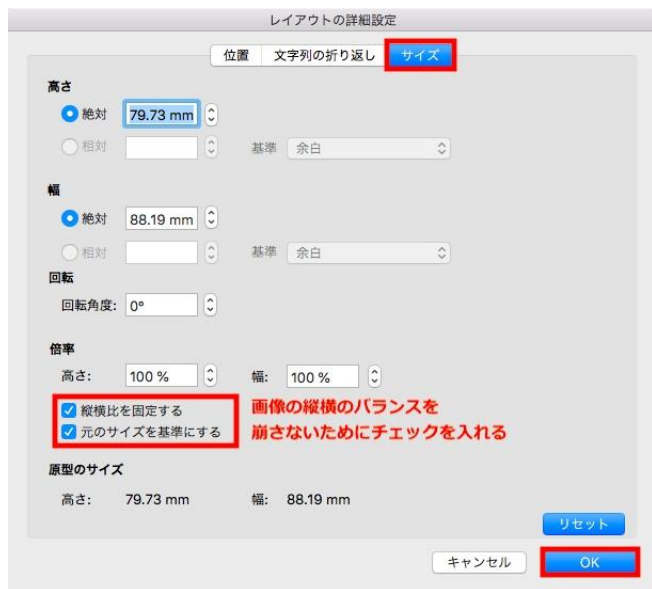 レイアウトの詳細設定
位置 文字列の折り返し サイズ
高さ
絶対 79.73 mm
相対 基準 余白
幅
絶対 88.19 mm
相対 基準 余白
回転
回転角度: 0°
倍率
高さ: 100 % 幅: 100 %
縦横比を固定する 画像の縦横のバランスを
元のサイズを基準にする 崩さないためにチェックを入れる
原型のサイズ
高さ: 79.73 mm 幅: 88.19 mm
リセット
キャンセル OK